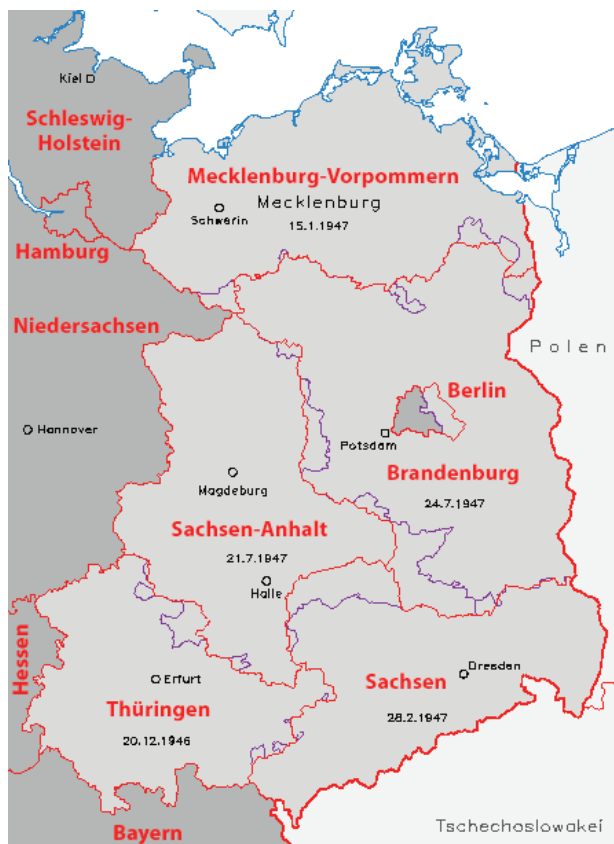 Kiel
Schleswig-
Holstein
Mecklenburg-Vorpommern
Mecklenburg
Schwerin
15.1.1947
Hamburg
Niedersachsen
Polen
Berlin
Hannover
Potsdam
Brandenburg
24.7.1947
Magdeburg
Sachsen-Anhalt
21.7.1947
Halle
Hessen
Erfurt
Dresden
Sachsen
28.2.1947
Thüringen
20.12.1946
Bayern
Tschechoslowakei